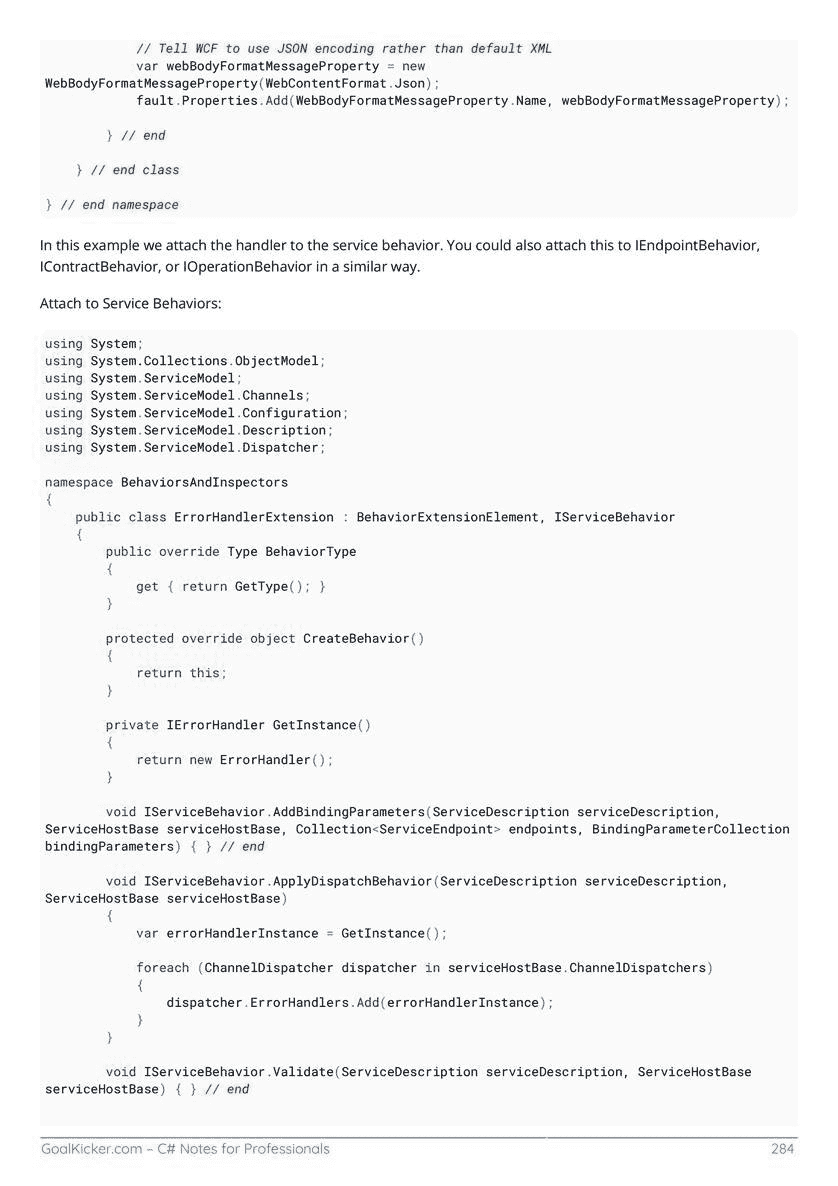 // Tell WCF to use JSON encoding rather than default XML
            var webBodyFormatMessageProperty = new
WebBodyFormatMessageProperty(WebContentFormat.Json);
            fault.Properties.Add(WebBodyFormatMessageProperty.Name, webBodyFormatMessageProperty);
        } // end
    } // end class
} // end namespace
In this example we attach the handler to the service behavior. You could also attach this to IEndpointBehavior,
IContractBehavior, or IOperationBehavior in a similar way.
Attach to Service Behaviors:
using System;
using System.Collections.ObjectModel;
using System.ServiceModel;
using System.ServiceModel.Channels;
using System.ServiceModel.Configuration;
using System.ServiceModel.Description;
using System.ServiceModel.Dispatcher;
namespace BehaviorsAndInspectors
{
    public class ErrorHandlerExtension : BehaviorExtensionElement, IServiceBehavior
    {
        public override Type BehaviorType
        {
            get { return GetType(); }
        }
        protected override object CreateBehavior()
        {
            return this;
        }
        private IErrorHandler GetInstance()
        {
            return new ErrorHandler();
        }
        void IServiceBehavior.AddBindingParameters(ServiceDescription serviceDescription,
ServiceHostBase serviceHostBase, Collection<ServiceEndpoint> endpoints, BindingParameterCollection
bindingParameters) { } // end
        void IServiceBehavior.ApplyDispatchBehavior(ServiceDescription serviceDescription,
ServiceHostBase serviceHostBase)
        {
            var errorHandlerInstance = GetInstance();
            foreach (ChannelDispatcher dispatcher in serviceHostBase.ChannelDispatchers)
            {
                dispatcher.ErrorHandlers.Add(errorHandlerInstance);
            }
        }
        void IServiceBehavior.Validate(ServiceDescription serviceDescription, ServiceHostBase
serviceHostBase) { } // end
GoalKicker.com – C# Notes for Professionals 284